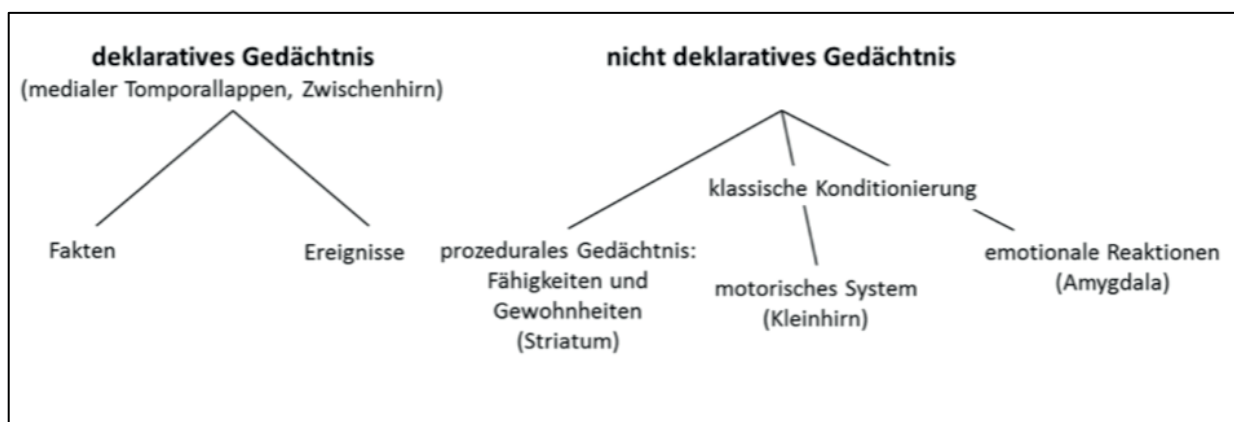 deklaratives Gedächtnis
(medialer Tomporallappen, Zwischenhirn)
Fakten
Ereignisse
nicht deklaratives Gedächtnis
klassische Konditionierung
prozedurales Gedächtnis:
Fähigkeiten und
Gewohnheiten
(Striatum)
motorisches System
(Kleinhirn)
emotionale Reaktionen
(Amygdala)